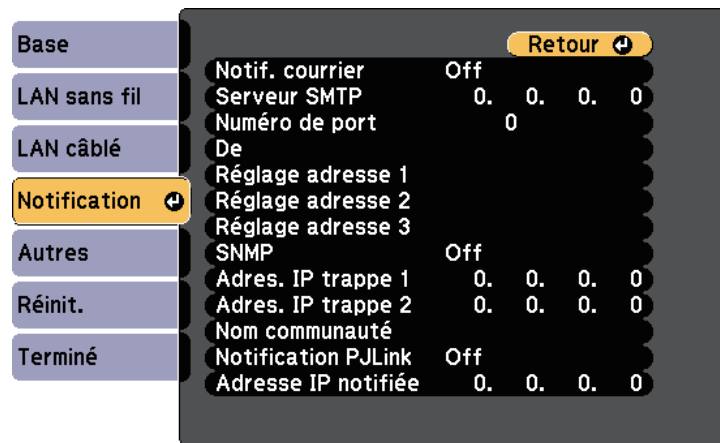 Base
LAN sans fil
LAN câblé
Notification
Autres
Réinit.
Terminé
Retour
Notif. courrier Off
Serveur SMTP 0. 0. 0. 0
Numéro de port 0
De
Réglage adresse 1
Réglage adresse 2
Réglage adresse 3
SNMP Off
Adres. IP trappe 1 0. 0. 0. 0
Adres. IP trappe 2 0. 0. 0. 0
Nom communauté
Notification PJLink Off
Adresse IP notifiée 0. 0. 0. 0